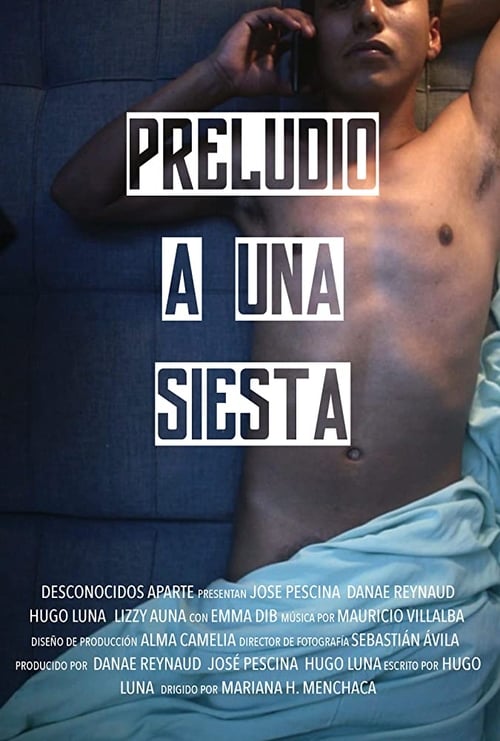 PRELUDIO
A UNA
SIESTA
DESCONOCIDOS APARTE PRESENTAN JOSE PESCINA DANAE REYNAUD
HUGO LUNA LIZZY AUNA CON EMMA DIB MÚSICA POR MAURICIO VILLALBA
DISEÑO DE PRODUCCIÓN ALMA CAMELIA DIRECTOR DE FOTOGRAFÍA SEBASTIÁN ÁVILA
PRODUCIDO POR DANAE REYNAUD JOSÉ PESCINA HUGO LUNA ESCRITO POR HUGO
LUNA DIRIGIDO POR MARIANA H. MENCHACA